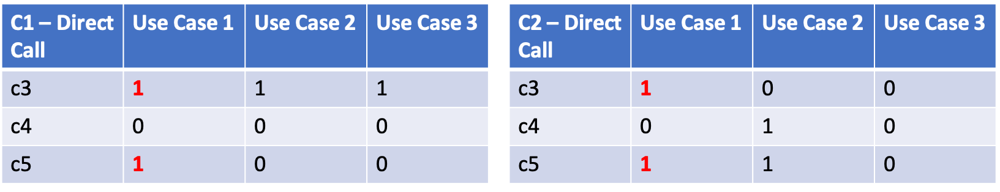 C1 – Direct Call Use Case 1 Use Case 2 Use Case 3
c3 1 1 1
c4 0 0 0
c5 1 0 0
C2 – Direct Call Use Case 1 Use Case 2 Use Case 3
c3 1 0 0
c4 0 1 0
c5 1 1 0